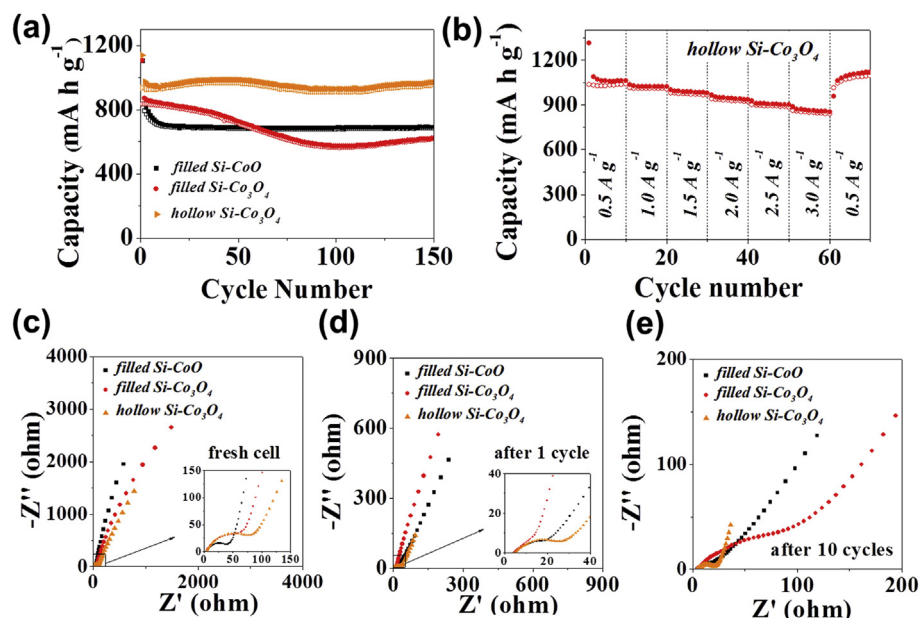 (a)
Capacity (mA h g⁻¹)
1200
900
600
300
0
filled Si-CoO
filled Si-Co₃O₄
hollow Si-Co₃O₄
0 50 100 150
Cycle Number
(b)
Capacity (mA h g⁻¹)
1500
1200
900
600
300
0
hollow Si-Co₃O₄
0.5 A g⁻¹
1.0 A g⁻¹
1.5 A g⁻¹
2.0 A g⁻¹
2.5 A g⁻¹
3.0 A g⁻¹
0.5 A g⁻¹
0 20 40 60
Cycle number
(c)
-Z'' (ohm)
4000
3000
2000
1000
0
filled Si-CoO
filled Si-Co₃O₄
hollow Si-Co₃O₄
fresh cell
150
100
50
0
0 50 100 150
0 2000 4000
Z' (ohm)
(d)
-Z'' (ohm)
900
600
300
0
filled Si-CoO
filled Si-Co₃O₄
hollow Si-Co₃O₄
after 1 cycle
40
20
0
0 20 40
0 300 600 900
Z' (ohm)
(e)
-Z'' (ohm)
200
100
0
filled Si-CoO
filled Si-Co₃O₄
hollow Si-Co₃O₄
after 10 cycles
0 100 200
Z' (ohm)